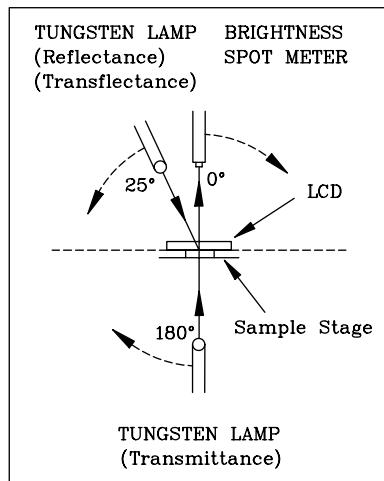 TUNGSTEN LAMP
(Reflectance)
(Transflectance)
BRIGHTNESS
SPOT METER
25°
0°
LCD
180°
Sample Stage
TUNGSTEN LAMP
(Transmittance)